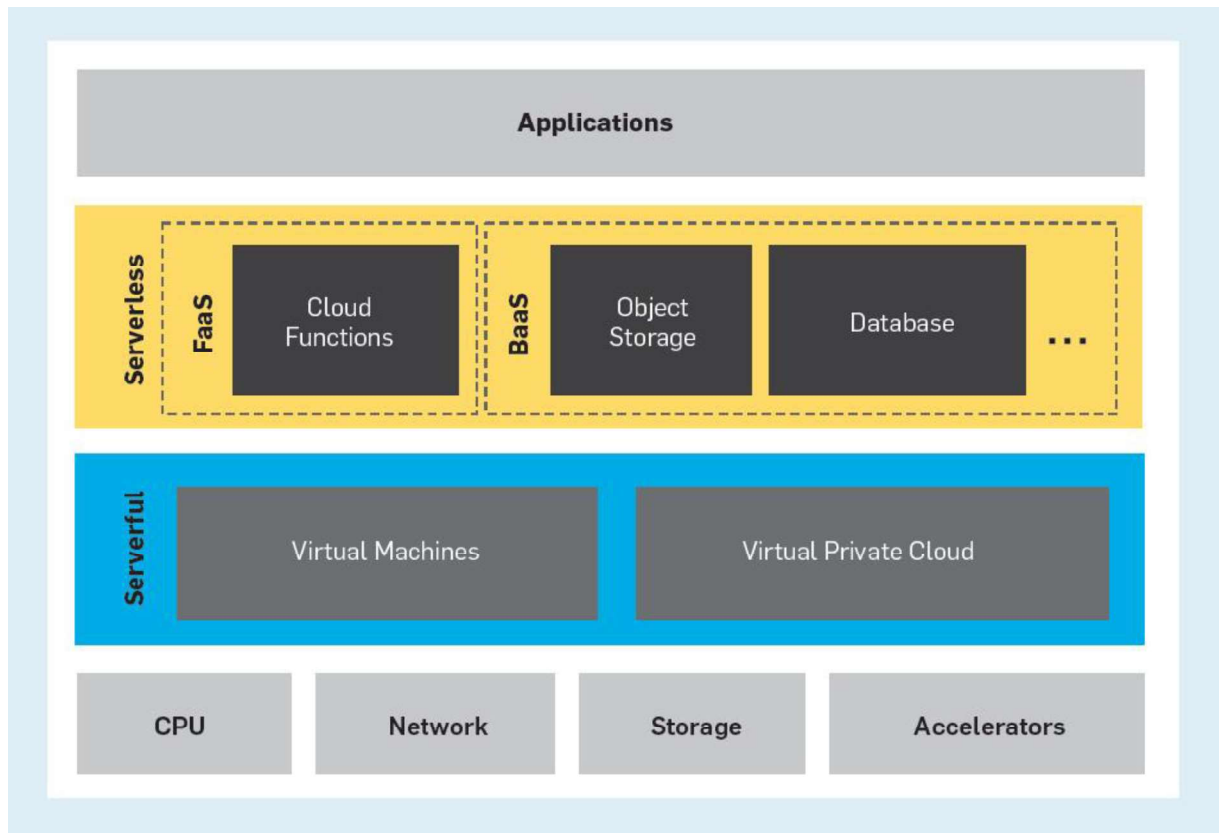 Applications
Serverless
FaaS
Cloud
Functions
BaaS
Object
Storage
Database
...
Serverful
Virtual Machines
Virtual Private Cloud
CPU
Network
Storage
Accelerators